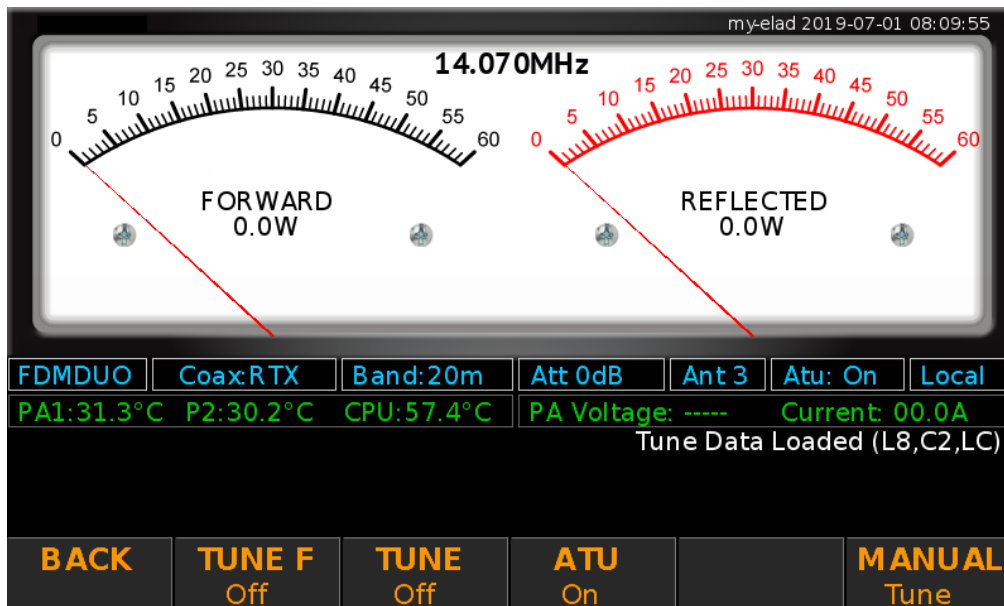 my-elad 2019-07-01 08:09:55
14.070MHz
0 5 10 15 20 25 30 35 40 45 50 55 60
0 5 10 15 20 25 30 35 40 45 50 55 60
FORWARD
0.0W
REFLECTED
0.0W
FDMDUO Coax:RTX Band:20m Att 0dB Ant 3 Atu: On Local
PA1:31.3°C P2:30.2°C CPU:57.4°C PA Voltage: ----- Current: 00.0A
Tune Data Loaded (L8,C2,LC)
BACK TUNE F TUNE ATU MANUAL
Off Off On Tune